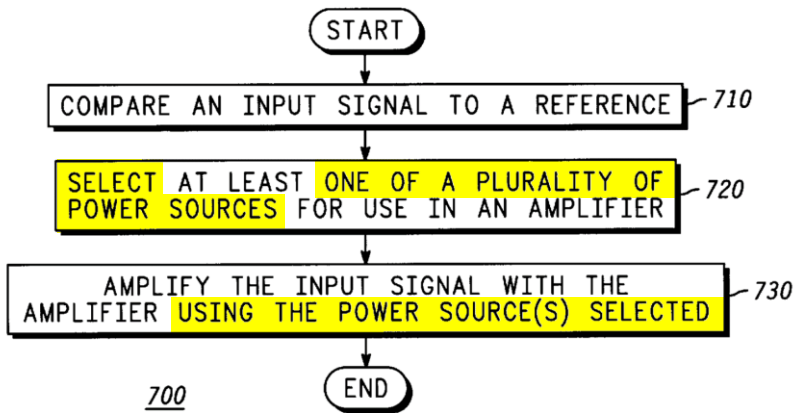 START
COMPARE AN INPUT SIGNAL TO A REFERENCE
710
SELECT AT LEAST ONE OF A PLURALITY OF
POWER SOURCES FOR USE IN AN AMPLIFIER
720
AMPLIFY THE INPUT SIGNAL WITH THE
AMPLIFIER USING THE POWER SOURCE(S) SELECTED
730
END
700